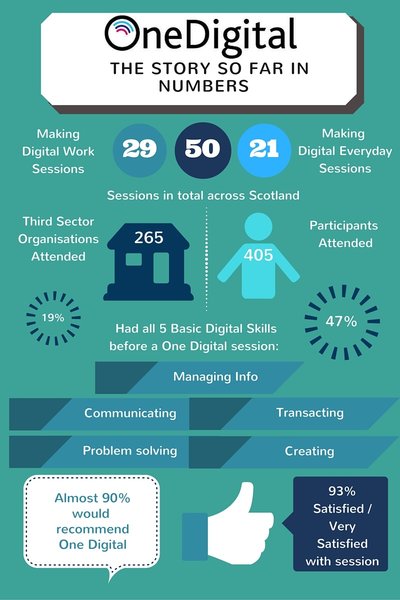 OneDigital
THE STORY SO FAR IN
NUMBERS
Making
Digital Work
Sessions
29
50
21
Making
Digital Everyday
Sessions
Sessions in total across Scotland
Third Sector
Organisations
Attended
265
405
Participants
Attended
19%
47%
Had all 5 Basic Digital Skills
before a One Digital session:
Managing Info
Communicating
Transacting
Problem solving
Creating
Almost 90%
would
recommend
One Digital
93%
Satisfied /
Very
Satisfied
with session